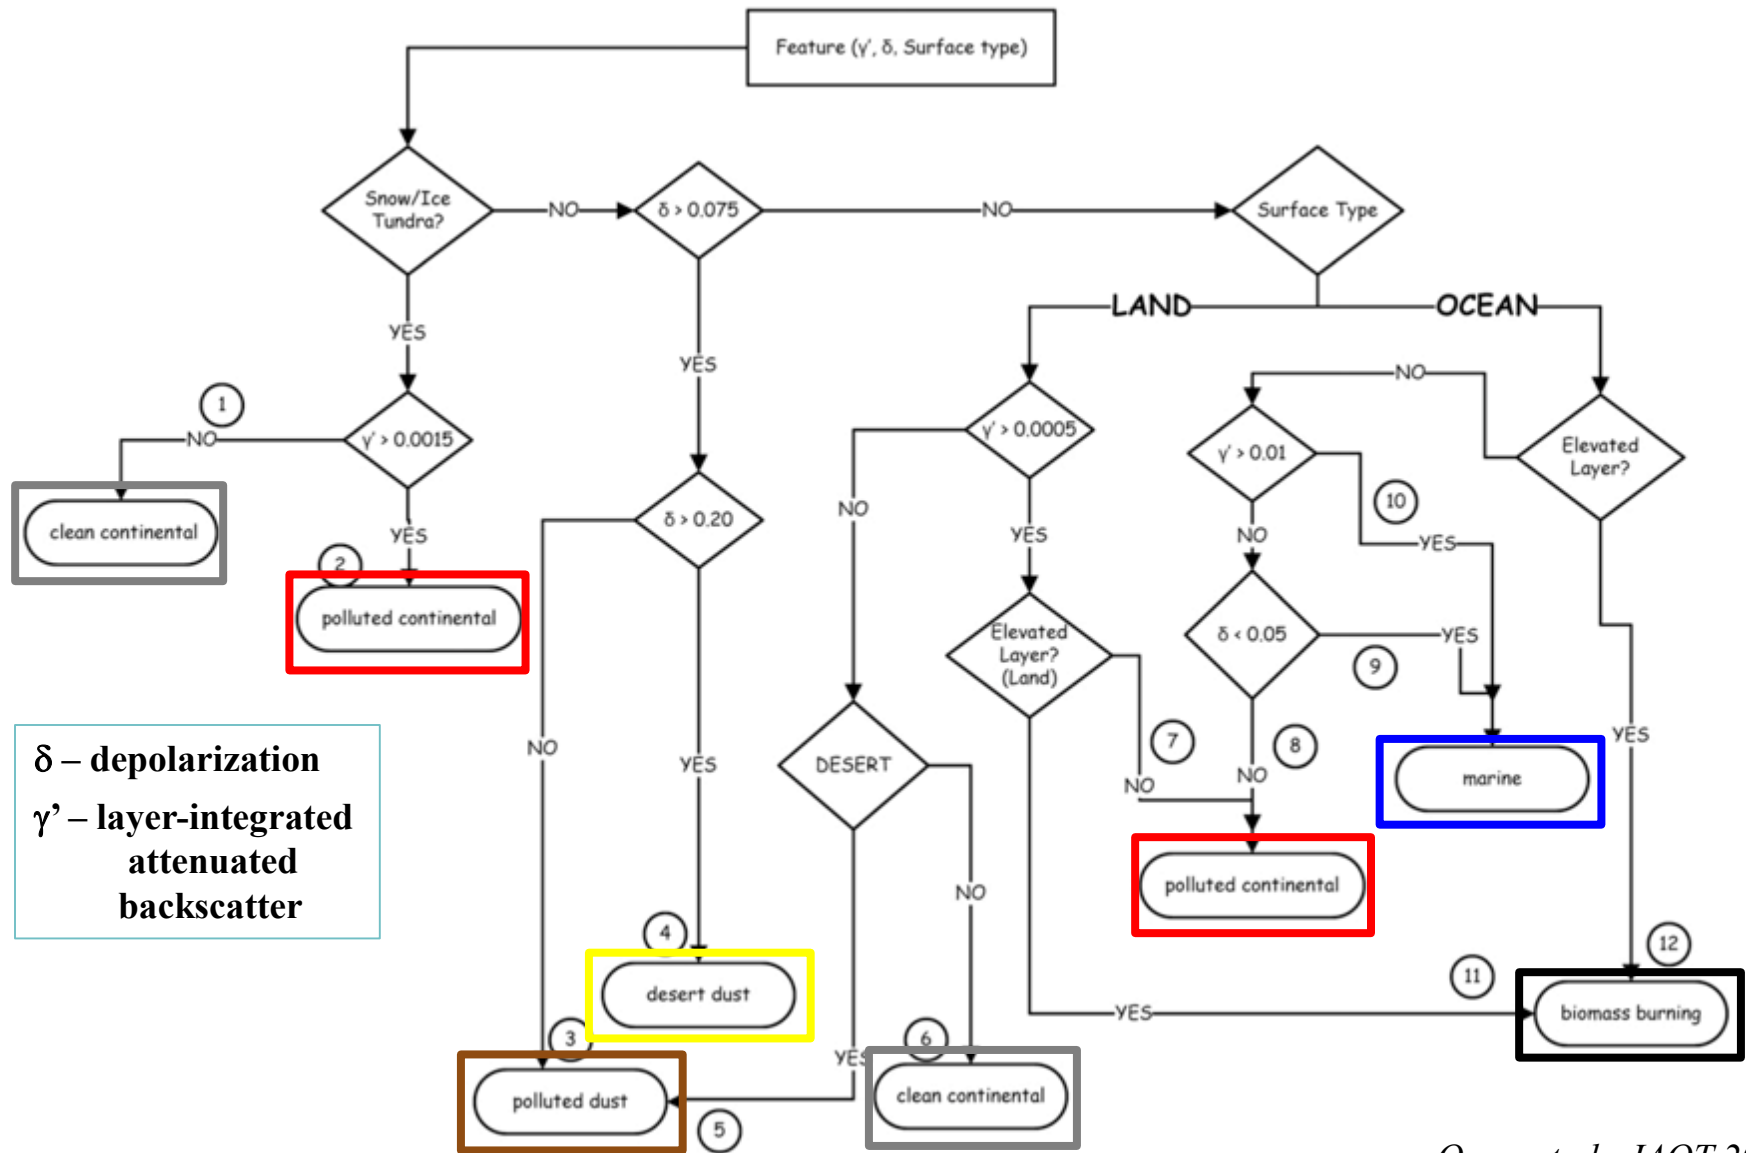 Feature (γ', δ, Surface type)
Snow/Ice
Tundra?
NO
δ > 0.075
NO
Surface Type
YES
YES
LAND
OCEAN
1
NO
γ' > 0.0015
γ' > 0.0005
NO
γ' > 0.01
Elevated
Layer?
clean continental
YES
2
polluted continental
δ > 0.20
NO
YES
NO
10
YES
Elevated
Layer?
(Land)
δ < 0.05
YES
9
δ – depolarization
γ' – layer-integrated
attenuated
backscatter
NO
YES
DESERT
7
NO
8
NO
marine
YES
polluted continental
4
desert dust
NO
12
11
YES
biomass burning
3
polluted dust
YES
5
6
clean continental